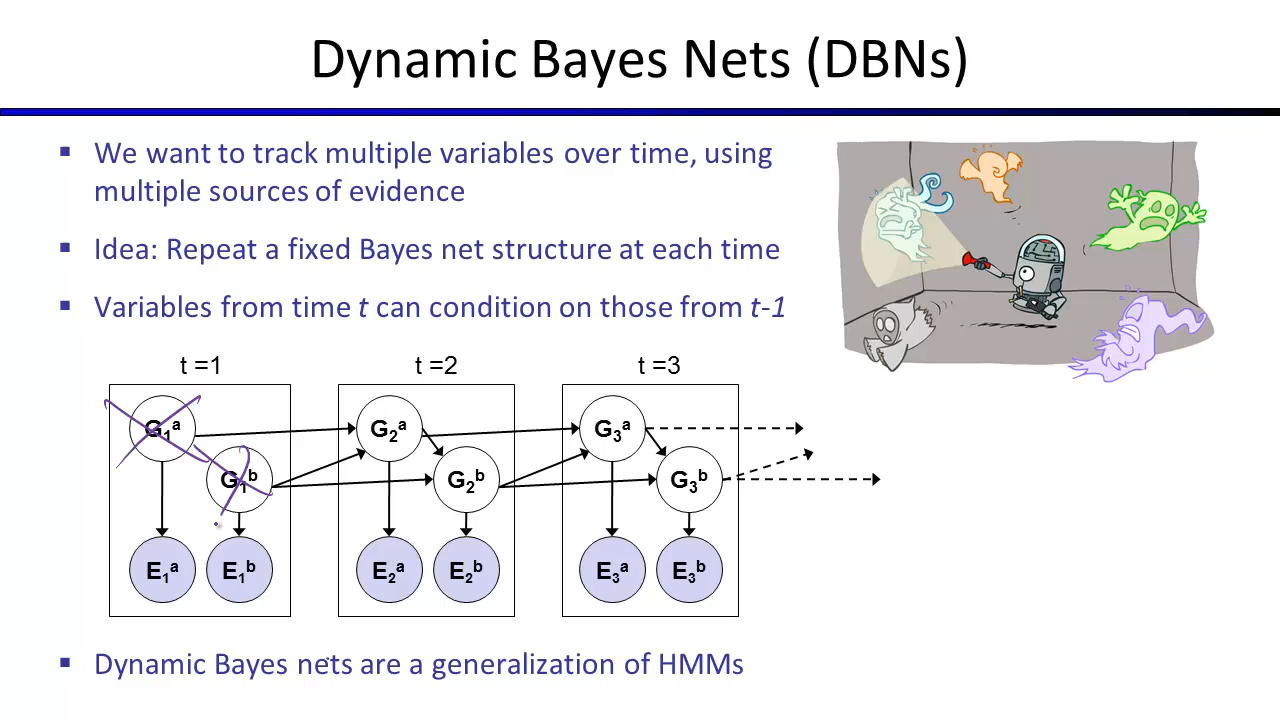 Dynamic Bayes Nets (DBNs)
▪ We want to track multiple variables over time, using
multiple sources of evidence
▪ Idea: Repeat a fixed Bayes net structure at each time
▪ Variables from time t can condition on those from t-1
t =1 t =2 t =3
G₁ᵃ G₂ᵃ G₃ᵃ
G₁ᵇ G₂ᵇ G₃ᵇ
E₁ᵃ E₁ᵇ E₂ᵃ E₂ᵇ E₃ᵃ E₃ᵇ
▪ Dynamic Bayes nets are a generalization of HMMs